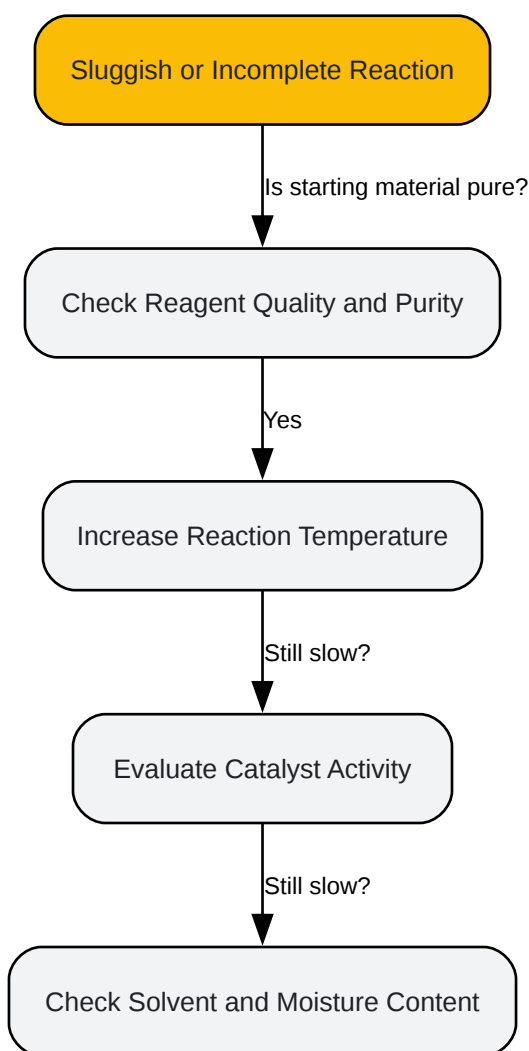 Sluggish or Incomplete Reaction
Is starting material pure?
Check Reagent Quality and Purity
Yes
Increase Reaction Temperature
Still slow?
Evaluate Catalyst Activity
Still slow?
Check Solvent and Moisture Content